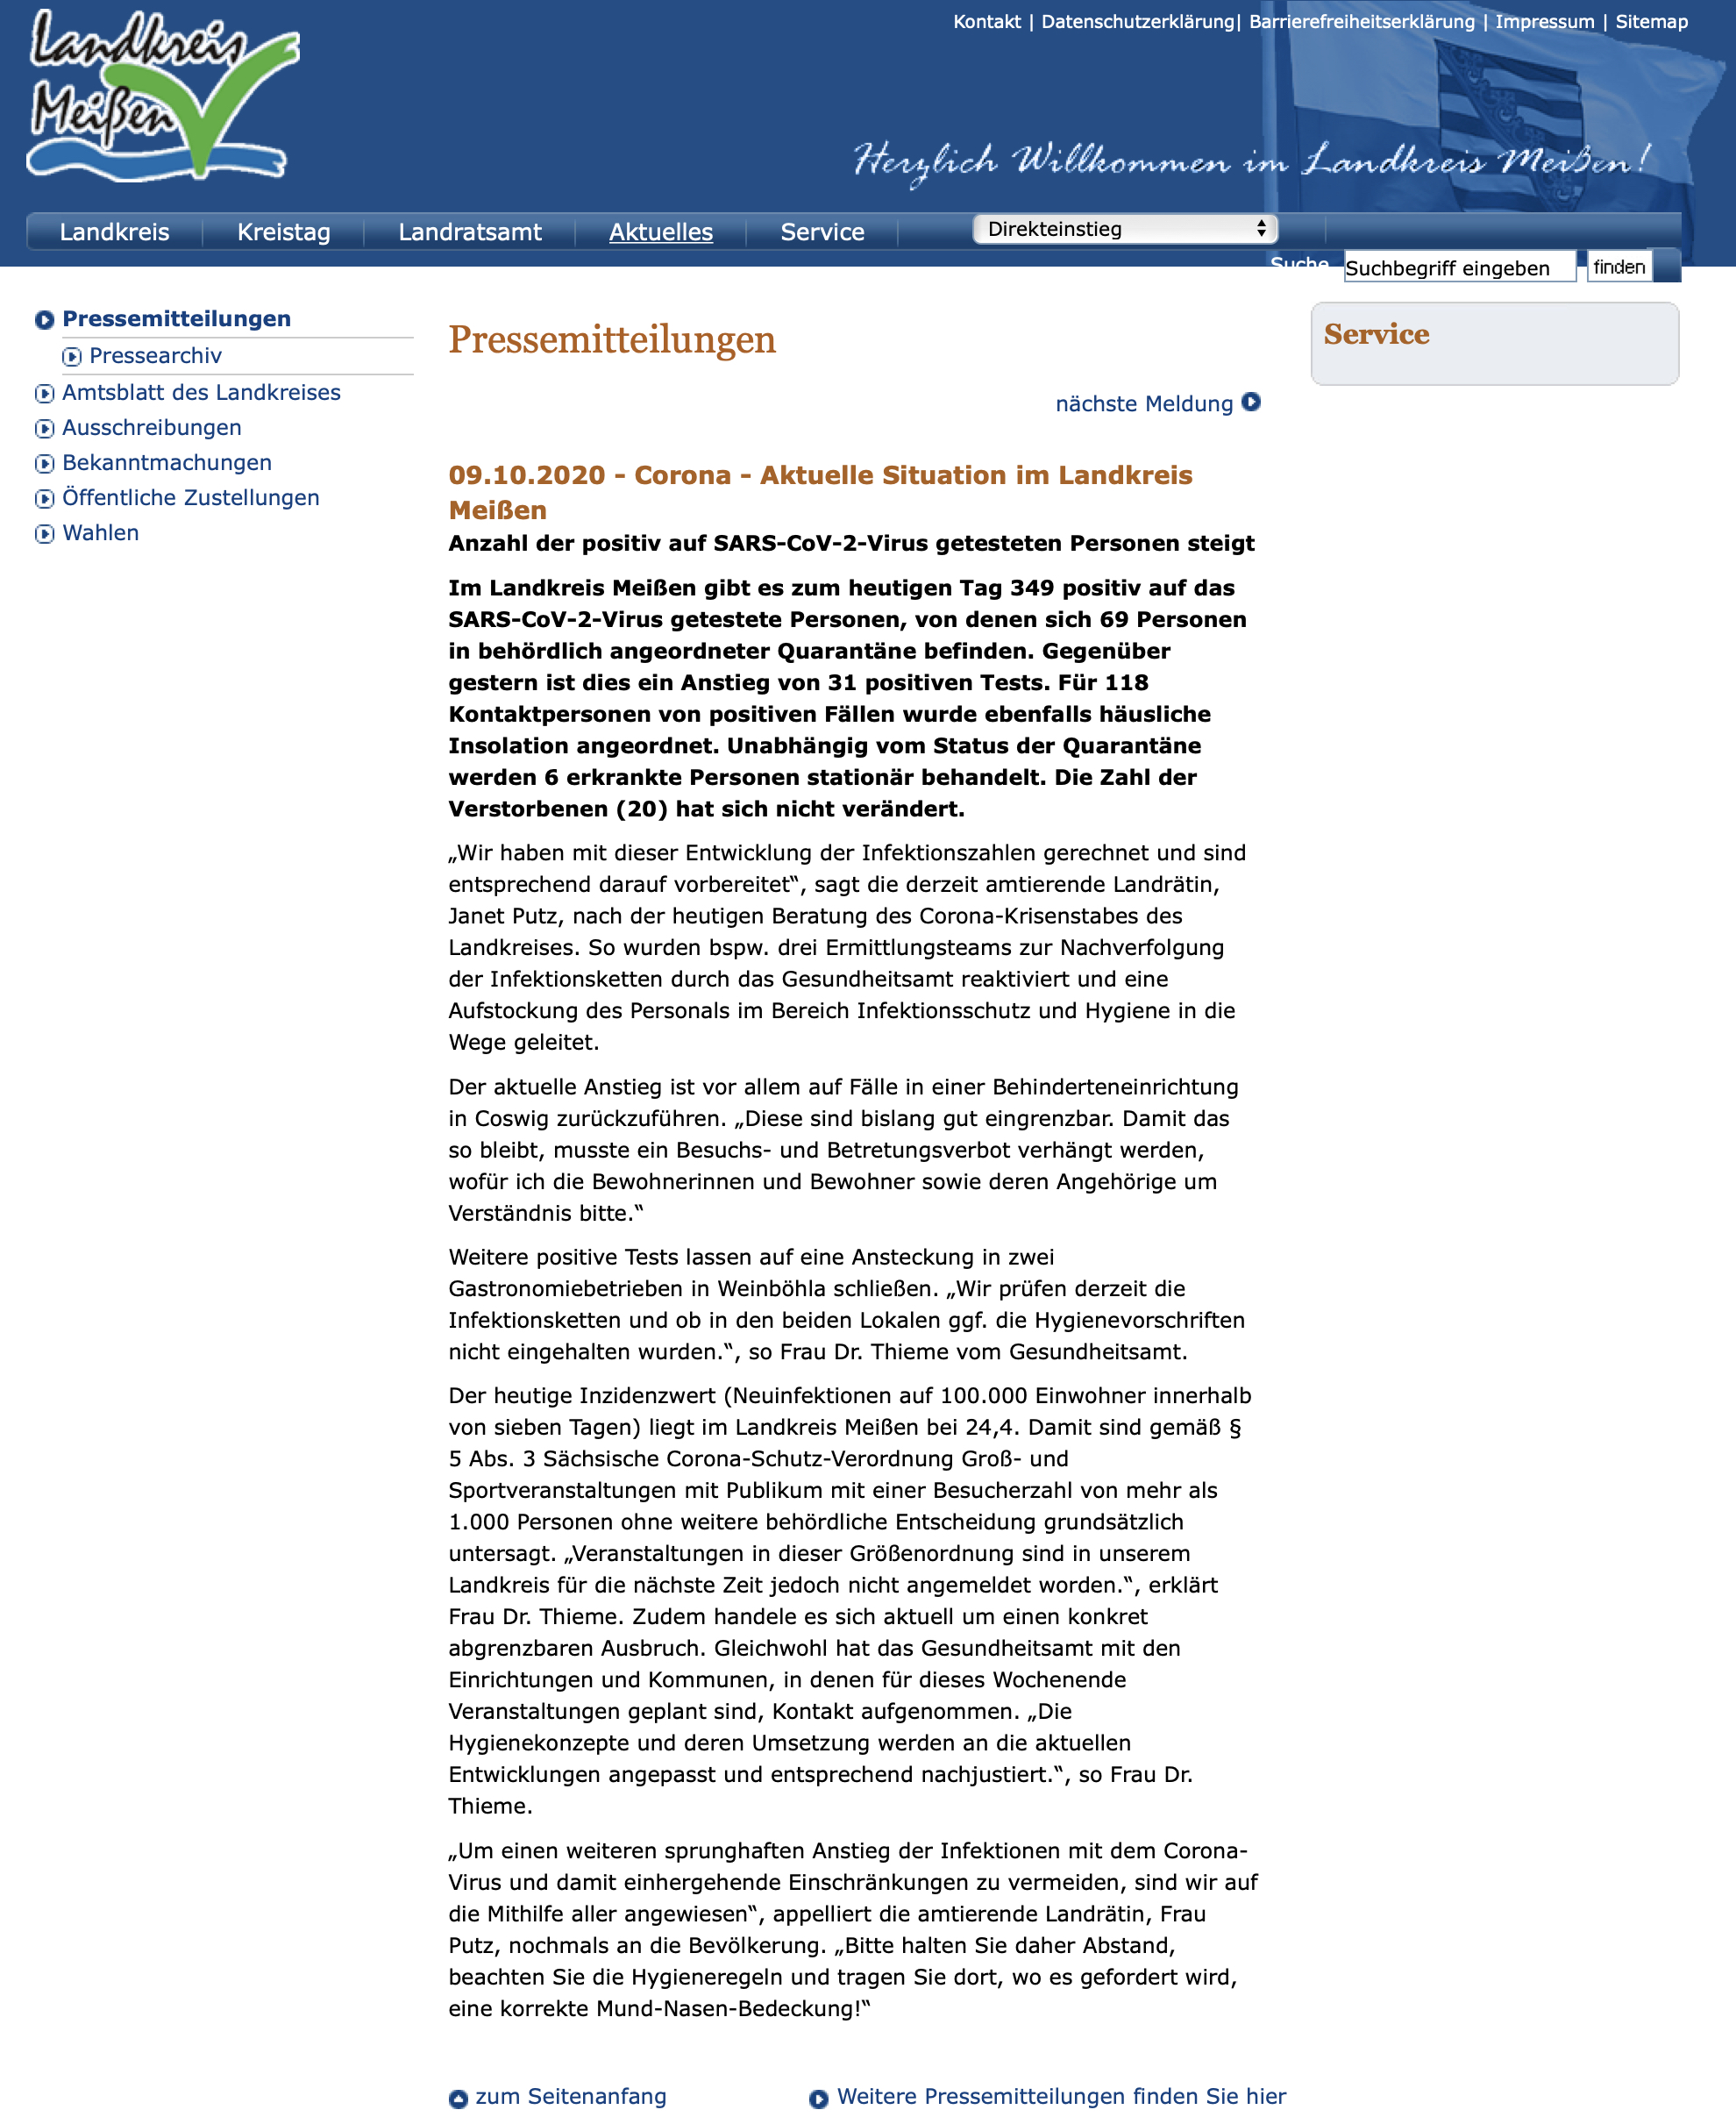 Landkreis
Meißen
Kontakt | Datenschutzerklärung| Barrierefreiheitserklärung | Impressum | Sitemap
Herzlich Willkommen im Landkreis Meißen!
Landkreis Kreistag Landratsamt Aktuelles Service Direkteinstieg
Suche Suchbegriff eingeben finden
Pressemitteilungen
Pressearchiv
Amtsblatt des Landkreises
Ausschreibungen
Bekanntmachungen
Öffentliche Zustellungen
Wahlen
Pressemitteilungen
nächste Meldung
09.10.2020 - Corona - Aktuelle Situation im Landkreis
Meißen
Anzahl der positiv auf SARS-CoV-2-Virus getesteten Personen steigt
Im Landkreis Meißen gibt es zum heutigen Tag 349 positiv auf das
SARS-CoV-2-Virus getestete Personen, von denen sich 69 Personen
in behördlich angeordneter Quarantäne befinden. Gegenüber
gestern ist dies ein Anstieg von 31 positiven Tests. Für 118
Kontaktpersonen von positiven Fällen wurde ebenfalls häusliche
Insolation angeordnet. Unabhängig vom Status der Quarantäne
werden 6 erkrankte Personen stationär behandelt. Die Zahl der
Verstorbenen (20) hat sich nicht verändert.
„Wir haben mit dieser Entwicklung der Infektionszahlen gerechnet und sind
entsprechend darauf vorbereitet“, sagt die derzeit amtierende Landrätin,
Janet Putz, nach der heutigen Beratung des Corona-Krisenstabes des
Landkreises. So wurden bspw. drei Ermittlungsteams zur Nachverfolgung
der Infektionsketten durch das Gesundheitsamt reaktiviert und eine
Aufstockung des Personals im Bereich Infektionsschutz und Hygiene in die
Wege geleitet.
Der aktuelle Anstieg ist vor allem auf Fälle in einer Behinderteneinrichtung
in Coswig zurückzuführen. „Diese sind bislang gut eingrenzbar. Damit das
so bleibt, musste ein Besuchs- und Betretungsverbot verhängt werden,
wofür ich die Bewohnerinnen und Bewohner sowie deren Angehörige um
Verständnis bitte.“
Weitere positive Tests lassen auf eine Ansteckung in zwei
Gastronomiebetrieben in Weinböhla schließen. „Wir prüfen derzeit die
Infektionsketten und ob in den beiden Lokalen ggf. die Hygienevorschriften
nicht eingehalten wurden.“, so Frau Dr. Thieme vom Gesundheitsamt.
Der heutige Inzidenzwert (Neuinfektionen auf 100.000 Einwohner innerhalb
von sieben Tagen) liegt im Landkreis Meißen bei 24,4. Damit sind gemäß §
5 Abs. 3 Sächsische Corona-Schutz-Verordnung Groß- und
Sportveranstaltungen mit Publikum mit einer Besucherzahl von mehr als
1.000 Personen ohne weitere behördliche Entscheidung grundsätzlich
untersagt. „Veranstaltungen in dieser Größenordnung sind in unserem
Landkreis für die nächste Zeit jedoch nicht angemeldet worden.“, erklärt
Frau Dr. Thieme. Zudem handele es sich aktuell um einen konkret
abgrenzbaren Ausbruch. Gleichwohl hat das Gesundheitsamt mit den
Einrichtungen und Kommunen, in denen für dieses Wochenende
Veranstaltungen geplant sind, Kontakt aufgenommen. „Die
Hygienekonzepte und deren Umsetzung werden an die aktuellen
Entwicklungen angepasst und entsprechend nachjustiert.“, so Frau Dr.
Thieme.
„Um einen weiteren sprunghaften Anstieg der Infektionen mit dem Corona-
Virus und damit einhergehende Einschränkungen zu vermeiden, sind wir auf
die Mithilfe aller angewiesen“, appelliert die amtierende Landrätin, Frau
Putz, nochmals an die Bevölkerung. „Bitte halten Sie daher Abstand,
beachten Sie die Hygieneregeln und tragen Sie dort, wo es gefordert wird,
eine korrekte Mund-Nasen-Bedeckung!“
zum Seitenanfang Weitere Pressemitteilungen finden Sie hier
Service